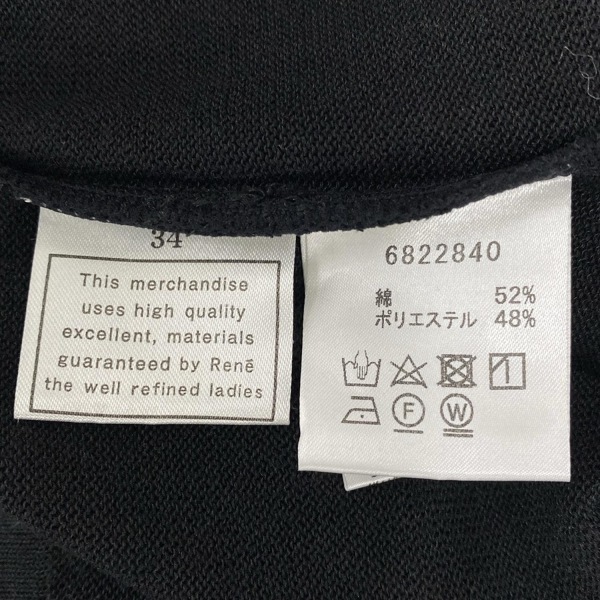 34
This merchandise
uses high quality
excellent, materials
guaranteed by René
the well refined ladies
6822840
綿 52%
ポリエステル 48%
F W